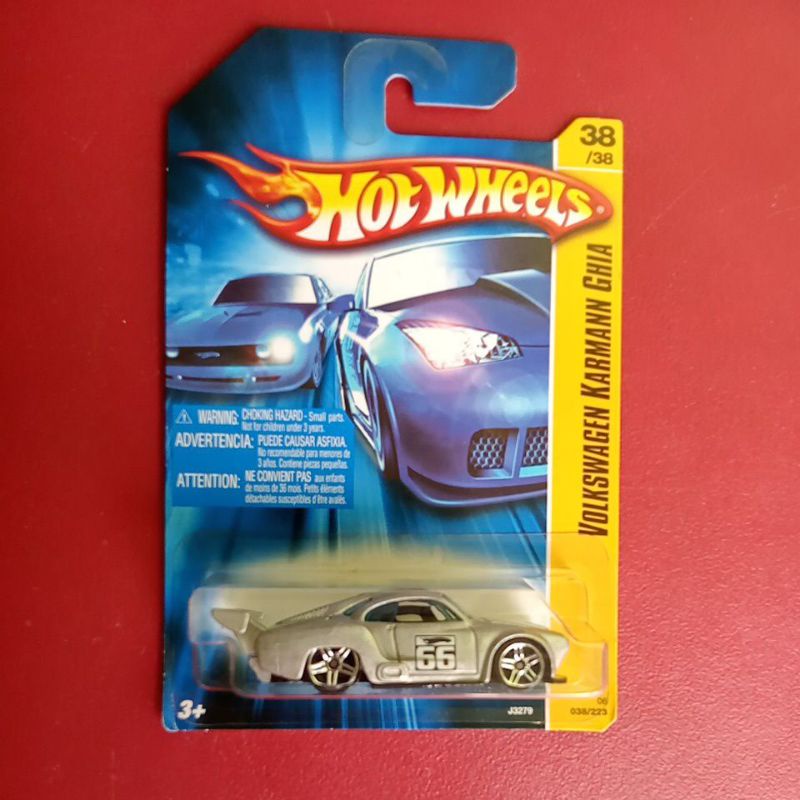 38
/38
HOT WHEELS
VOLKSWAGEN KARMANN GHIA
WARNING: CHOKING HAZARD - Small parts.
Not for children under 3 years.
ADVERTENCIA: PUEDE CAUSAR ASFIXIA.
No recomendable para menores de
3 años. Contiene piezas pequeñas.
ATTENTION: NE CONVIENT PAS aux enfants
de moins de 36 mois. Petits éléments
détachables susceptibles d'être avalés.
66
3+
J3279
06
038/223